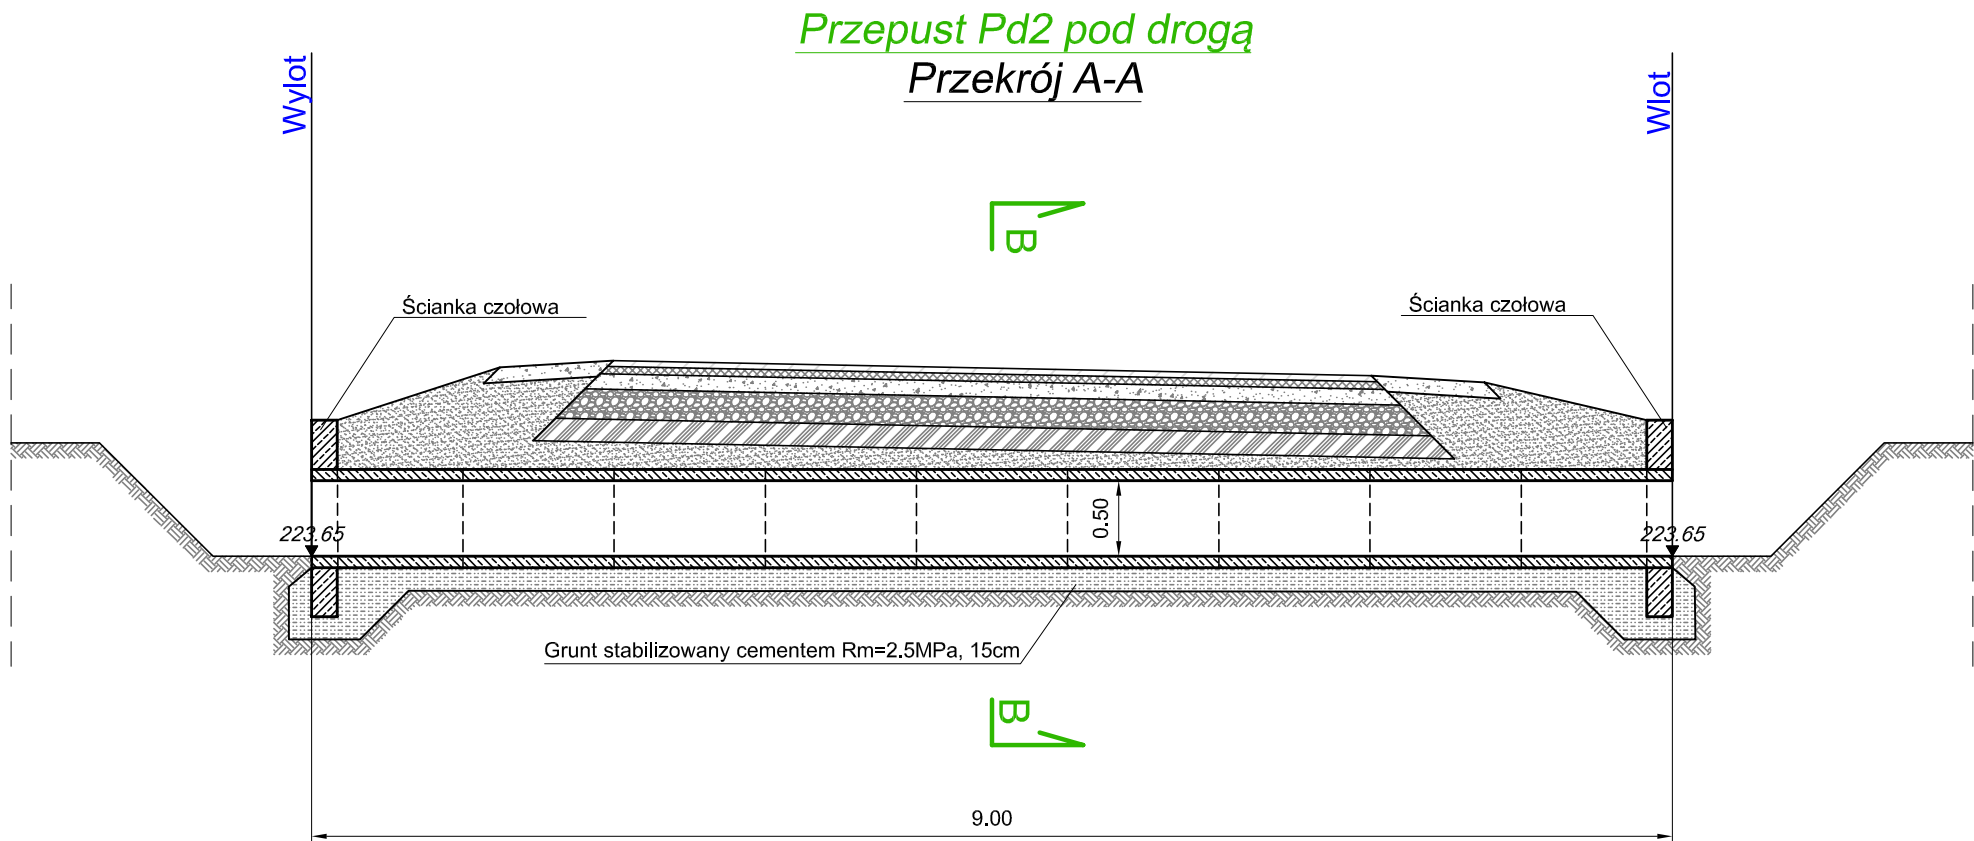 Przepust Pd2 pod drogą
Przekrój A-A
Wylot
Wlot
B
Ścianka czołowa
Ścianka czołowa
223.65
0.50
223.65
Grunt stabilizowany cementem Rm=2.5MPa, 15cm
B
9.00